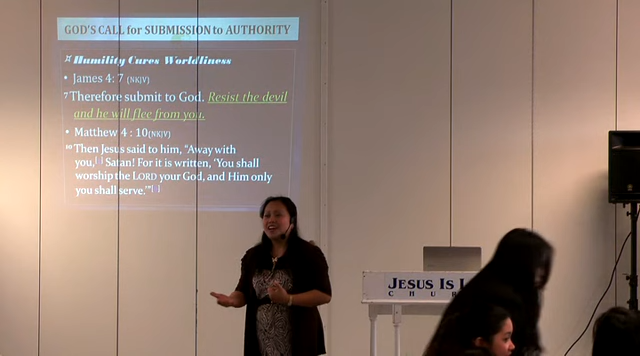 GOD'S CALL for SUBMISSION to AUTHORITY
Humility Cures Worldliness
• James 4: 7 (NKJV)
7 Therefore submit to God. Resist the devil
and he will flee from you.
• Matthew 4 : 10(NKJV)
10 Then Jesus said to him, "Away with
you,[ ] Satan! For it is written, 'You shall
worship the LORD your God, and Him only
you shall serve.'"[ ]
JESUS IS L
CHUR